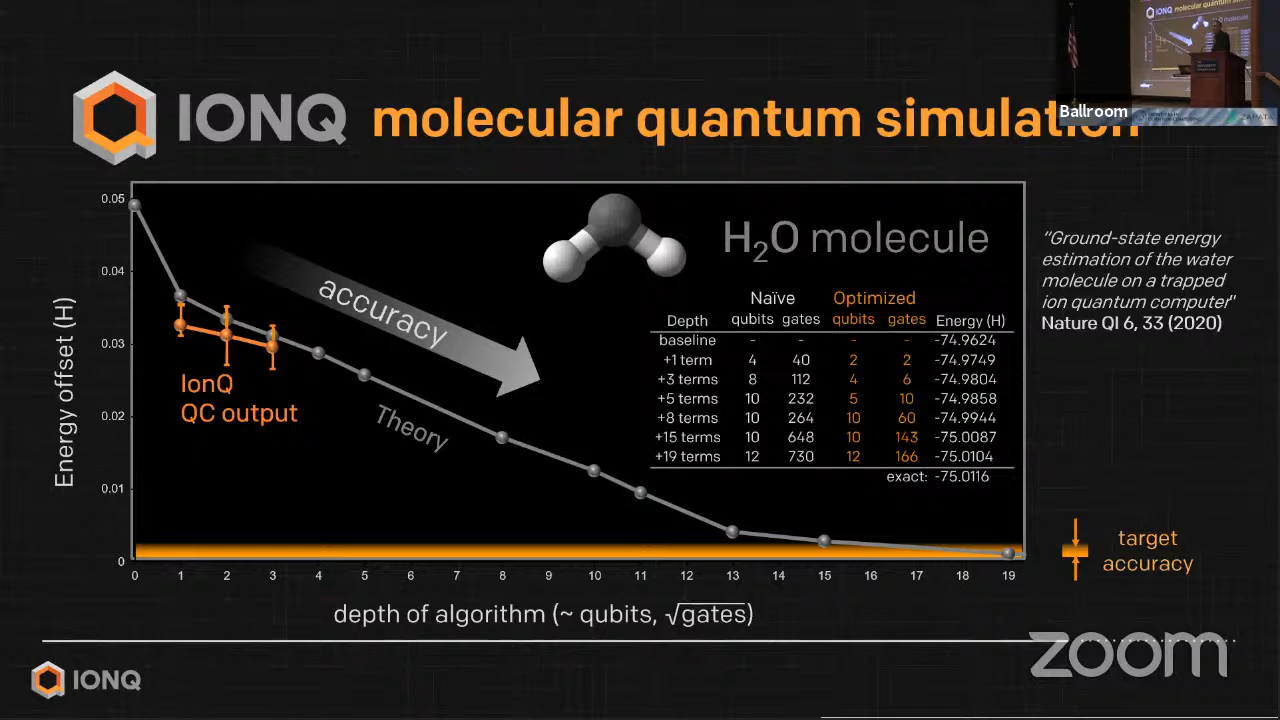 IONQ molecular quantum simulation
Ballroom
ZAPATA
0.05
0.04
0.03
0.02
0.01
0
Energy offset (H)
accuracy
IonQ
QC output
Theory
H2O molecule
Naïve Optimized
Depth qubits gates qubits gates Energy (H)
baseline - - - - -74.9624
+1 term 4 40 2 2 -74.9749
+3 terms 8 112 4 6 -74.9804
+5 terms 10 232 5 10 -74.9858
+8 terms 10 264 10 60 -74.9944
+15 terms 10 648 10 143 -75.0087
+19 terms 12 730 12 166 -75.0104
exact: -75.0116
"Ground-state energy
estimation of the water
molecule on a trapped
ion quantum computer"
Nature QI 6, 33 (2020)
target
accuracy
0 1 2 3 4 5 6 7 8 9 10 11 12 13 14 15 16 17 18 19
depth of algorithm (~ qubits, √gates)
zoom
IONQ